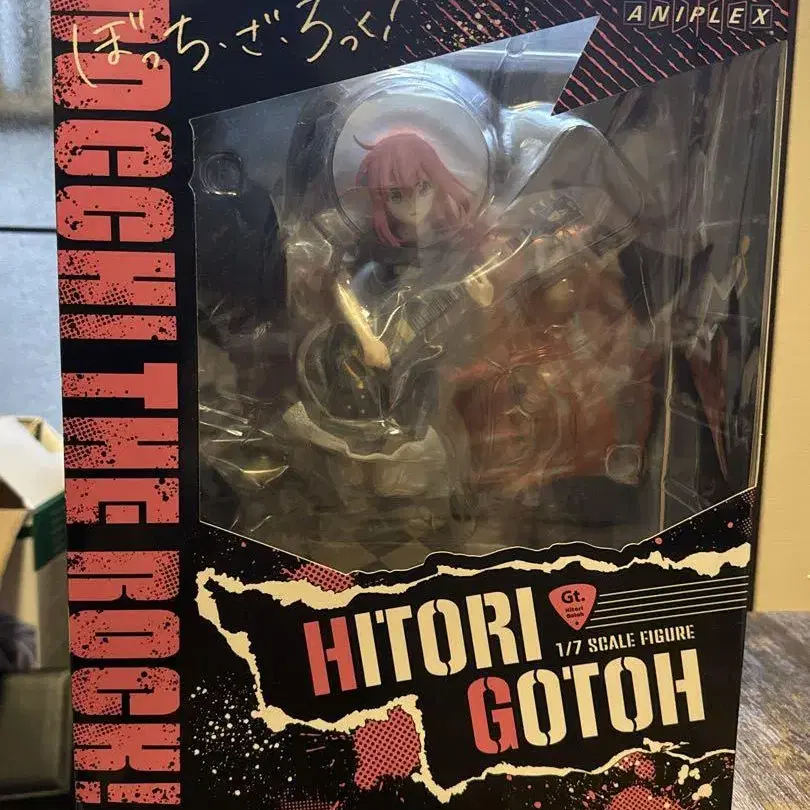 ぼっち・ざ・ろっく!
ANIPLEX
BOCCHI THE ROCK!
HITORI
GOTOH
Gt.
Hitori
Gotoh
1/7 SCALE FIGURE